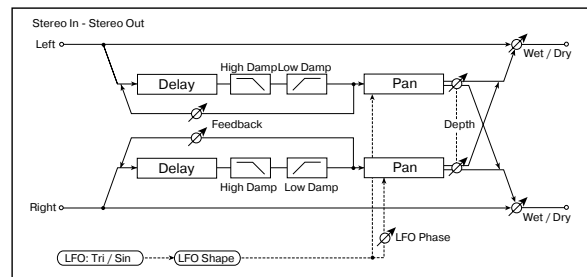 Stereo In - Stereo Out
Left
Wet / Dry
High Damp Low Damp
Delay
Pan
Feedback
Depth
Delay
Pan
High Damp
Low Damp
Right
Wet / Dry
LFO Phase
LFO: Tri / Sin
LFO Shape